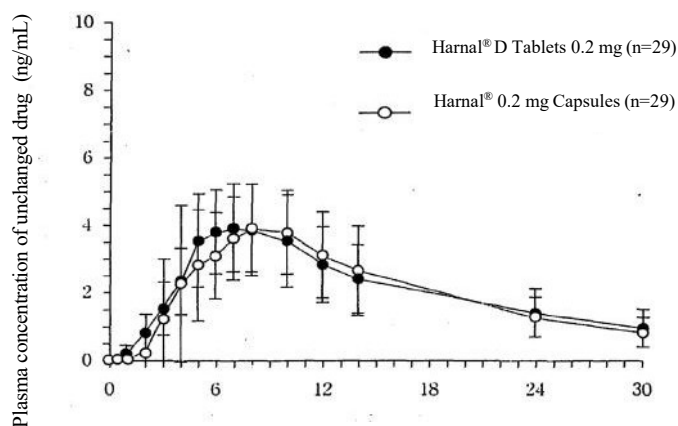 Plasma concentration of unchanged drug (ng/mL)
10
8
6
4
2
0
Harnal® D Tablets 0.2 mg (n=29)
Harnal® 0.2 mg Capsules (n=29)
0 6 12 18 24 30